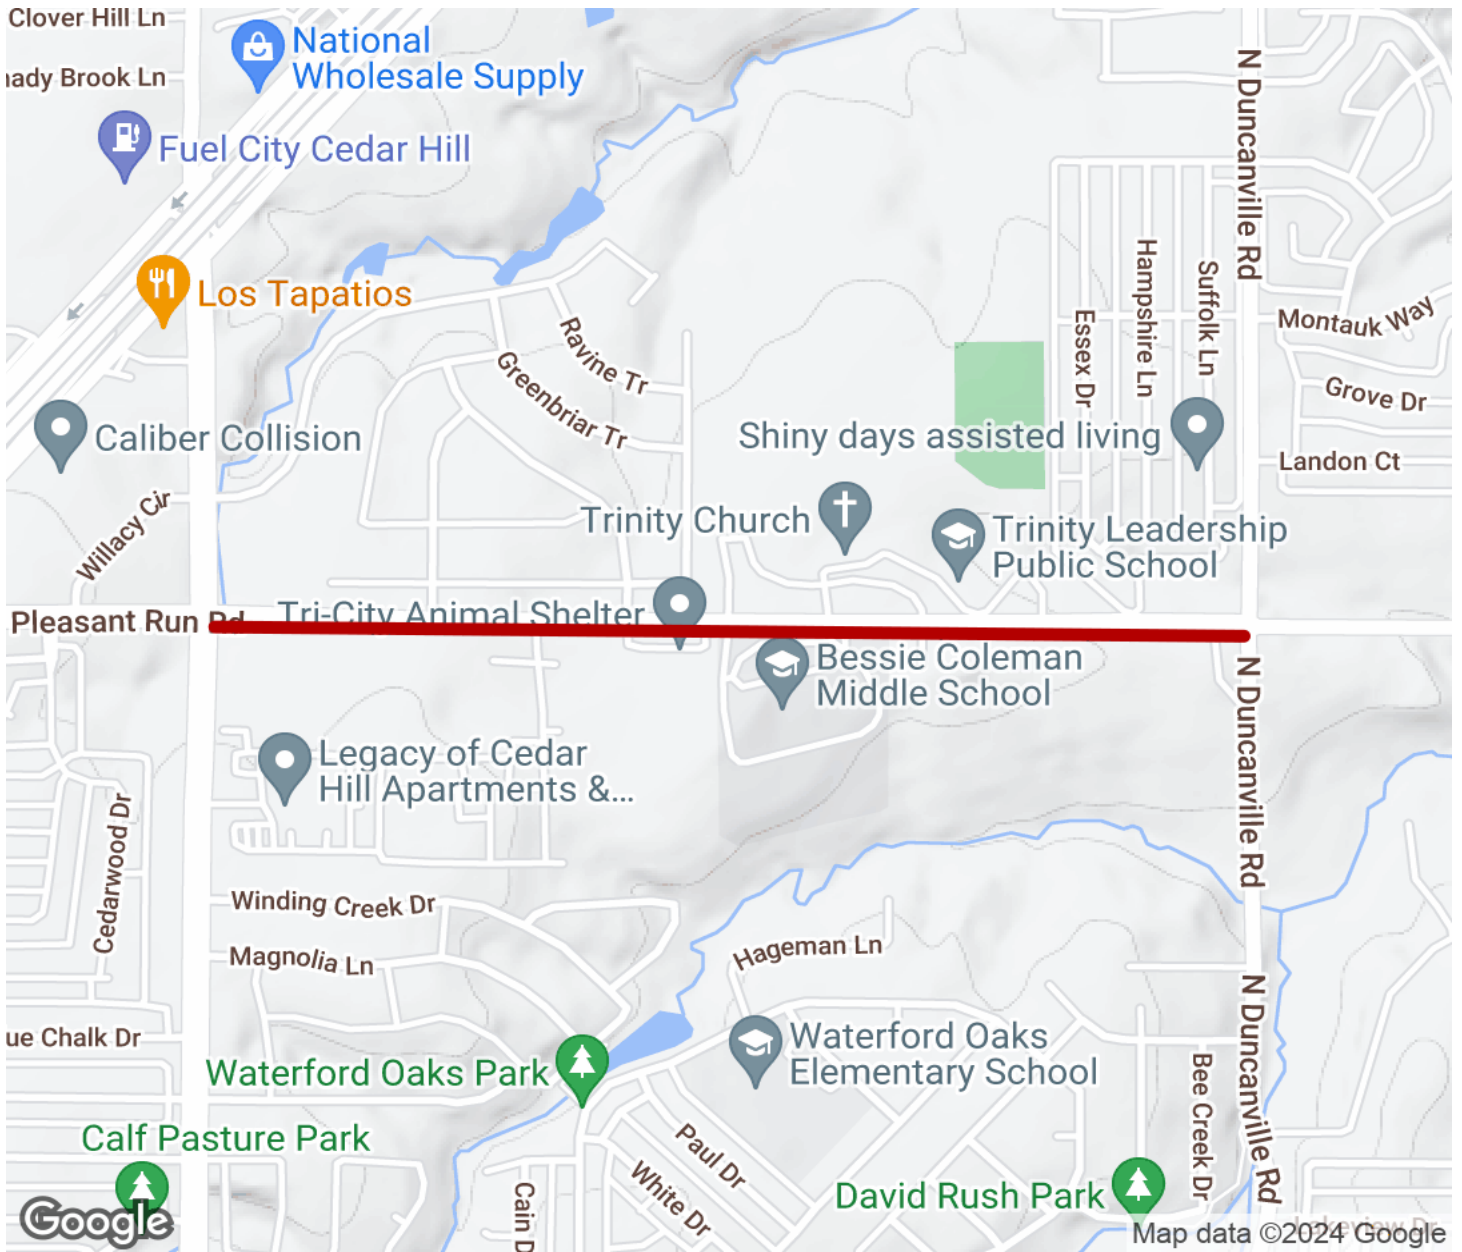 Clover Hill Ln
National
Wholesale Supply
hady Brook Ln
Fuel City Cedar Hill
N Duncanville Rd
Los Tapatios
Hampshire Ln
Suffolk Ln
Essex Dr
Montauk Way
Ravine Tr
Greenbriar Tr
Grove Dr
Caliber Collision
Shiny days assisted living
Landon Ct
Willacy Cir
Trinity Church
Trinity Leadership
Public School
Pleasant Run Rd
Tri-City Animal Shelter
Bessie Coleman
Middle School
N Duncanville Rd
Legacy of Cedar
Hill Apartments &...
Cedarwood Dr
Winding Creek Dr
Magnolia Ln
Hageman Ln
ue Chalk Dr
Waterford Oaks
Elementary School
Waterford Oaks Park
N Duncanville Rd
Bee Creek Dr
Calf Pasture Park
Paul Dr
White Dr
Cain D
David Rush Park
Google
Lakeview Dr
Map data ©2024 Google